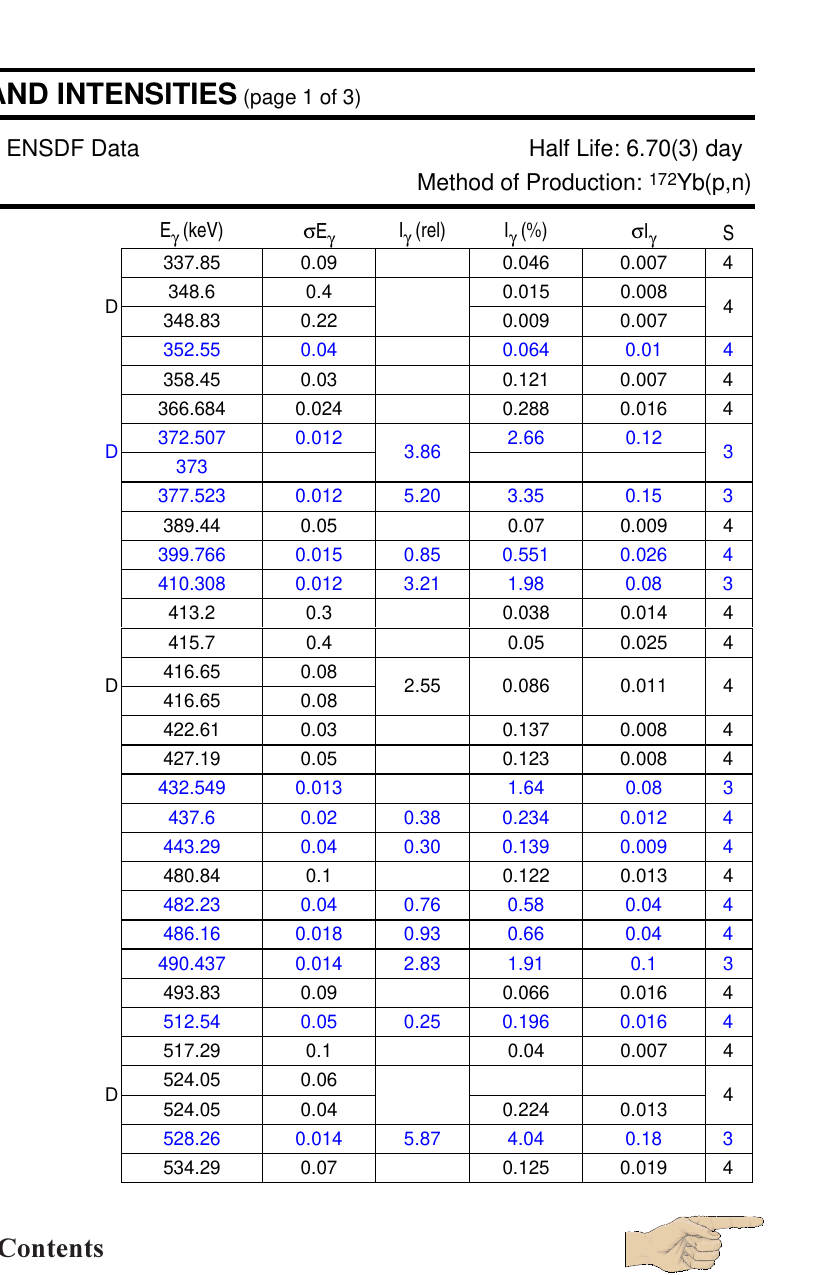 AND INTENSITIES (page 1 of 3)
ENSDF Data Half Life: 6.70(3) day
Method of Production: 172Yb(p,n)
Eγ (keV) σEγ Iγ (rel) Iγ (%) σIγ S
337.85 0.09 0.046 0.007 4
D 348.6 0.4 0.015 0.008 4
348.83 0.22 0.009 0.007
352.55 0.04 0.064 0.01 4
358.45 0.03 0.121 0.007 4
366.684 0.024 0.288 0.016 4
D 372.507 0.012 3.86 2.66 0.12 3
373
377.523 0.012 5.20 3.35 0.15 3
389.44 0.05 0.07 0.009 4
399.766 0.015 0.85 0.551 0.026 4
410.308 0.012 3.21 1.98 0.08 3
413.2 0.3 0.038 0.014 4
415.7 0.4 0.05 0.025 4
D 416.65 0.08 2.55 0.086 0.011 4
416.65 0.08
422.61 0.03 0.137 0.008 4
427.19 0.05 0.123 0.008 4
432.549 0.013 1.64 0.08 3
437.6 0.02 0.38 0.234 0.012 4
443.29 0.04 0.30 0.139 0.009 4
480.84 0.1 0.122 0.013 4
482.23 0.04 0.76 0.58 0.04 4
486.16 0.018 0.93 0.66 0.04 4
490.437 0.014 2.83 1.91 0.1 3
493.83 0.09 0.066 0.016 4
512.54 0.05 0.25 0.196 0.016 4
517.29 0.1 0.04 0.007 4
D 524.05 0.06 4
524.05 0.04 0.224 0.013
528.26 0.014 5.87 4.04 0.18 3
534.29 0.07 0.125 0.019 4
Contents